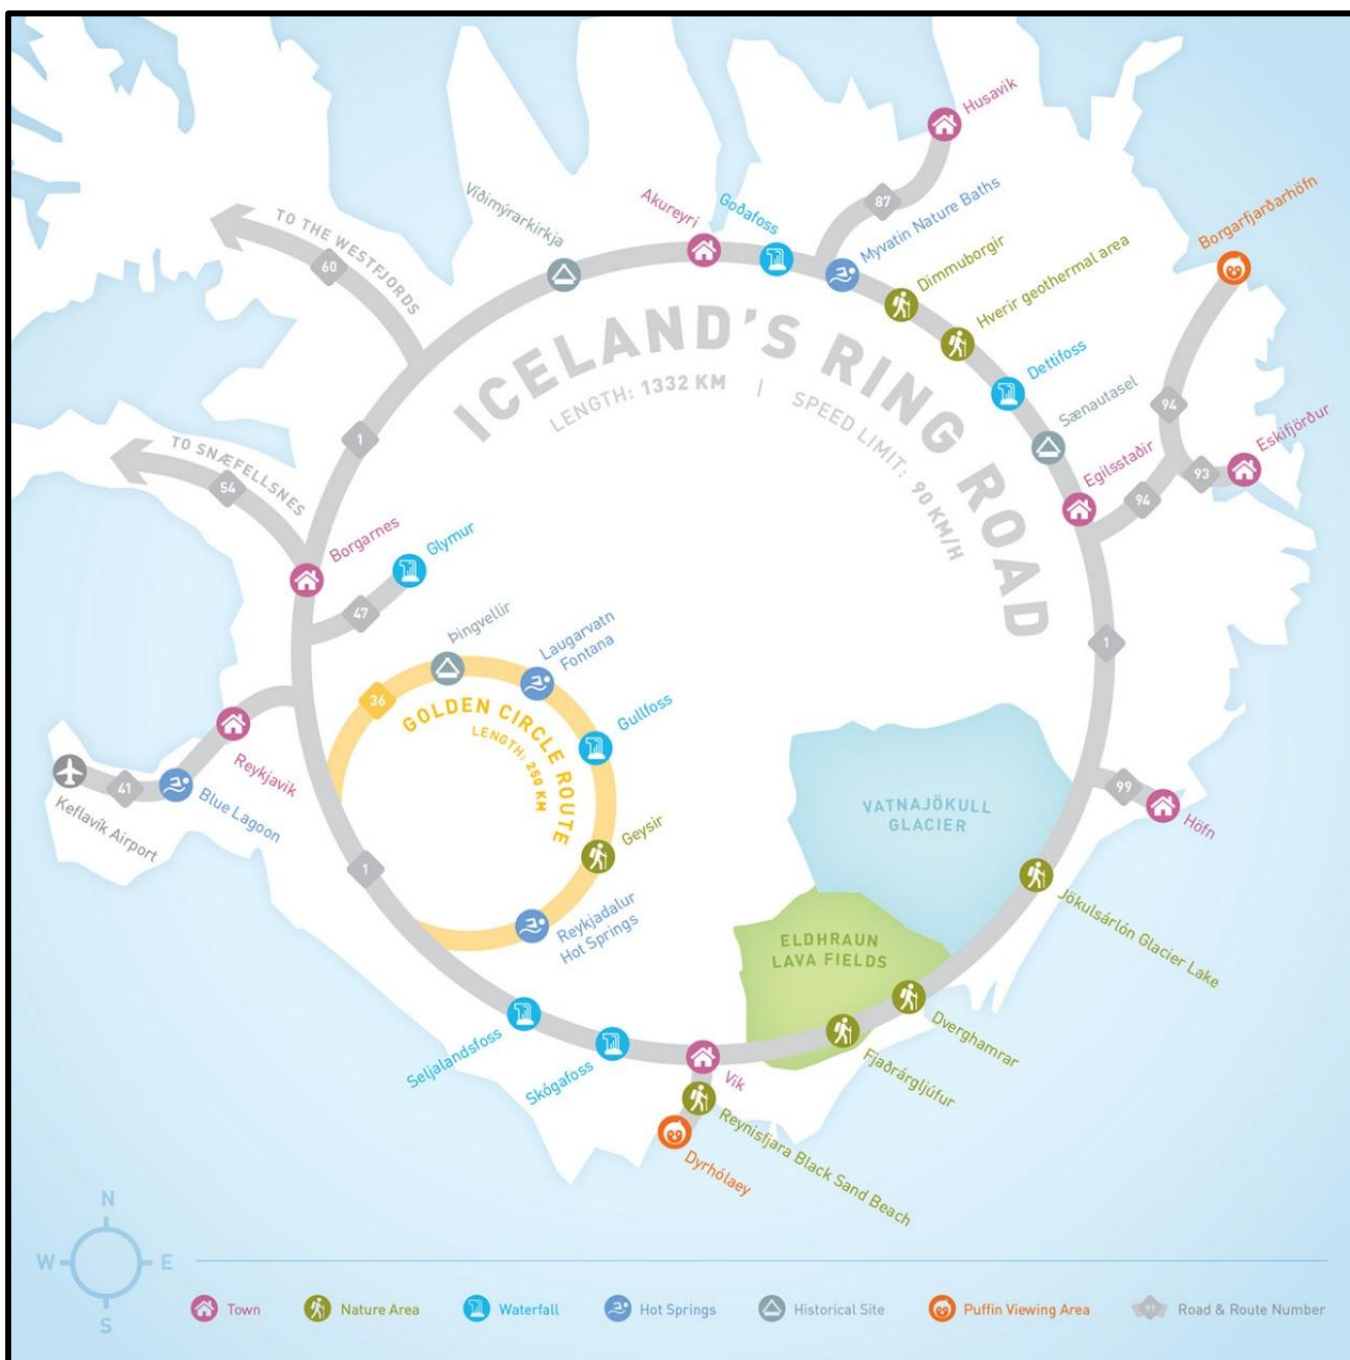 Husavik
87
Borgarfjarðarhöfn
Víðimýrarkirkja
Akureyri
Goðafoss
Myvatin Nature Baths
Dimmuborgir
Hverir geothermal area
TO THE WESTFJORDS
60
Dettifoss
Sænautasel
ICELAND'S RING ROAD
LENGTH: 1332 KM | SPEED LIMIT: 90 KM/H
94
Eskifjörður
93
Egilsstaðir
94
1
TO SNÆFELLSNES
54
Borgarnes
Glymur
47
1
Þingvellir
Laugarvatn
Fontana
36
GOLDEN CIRCLE ROUTE
LENGTH: 250 KM
Gullfoss
Reykjavik
41
Blue Lagoon
Keflavík Airport
VATNAJÖKULL
GLACIER
99
Höfn
Geysir
1
Reykjadalur
Hot Springs
Jökulsárlón Glacier Lake
ELDHRAUN
LAVA FIELDS
Dverghamrar
Fjaðrárgljúfur
Seljalandsfoss
Skógafoss
Vik
Reynisfjara Black Sand Beach
Dyrhólaey
N
W
E
S
Town
Nature Area
Waterfall
Hot Springs
Historical Site
Puffin Viewing Area
Road & Route Number